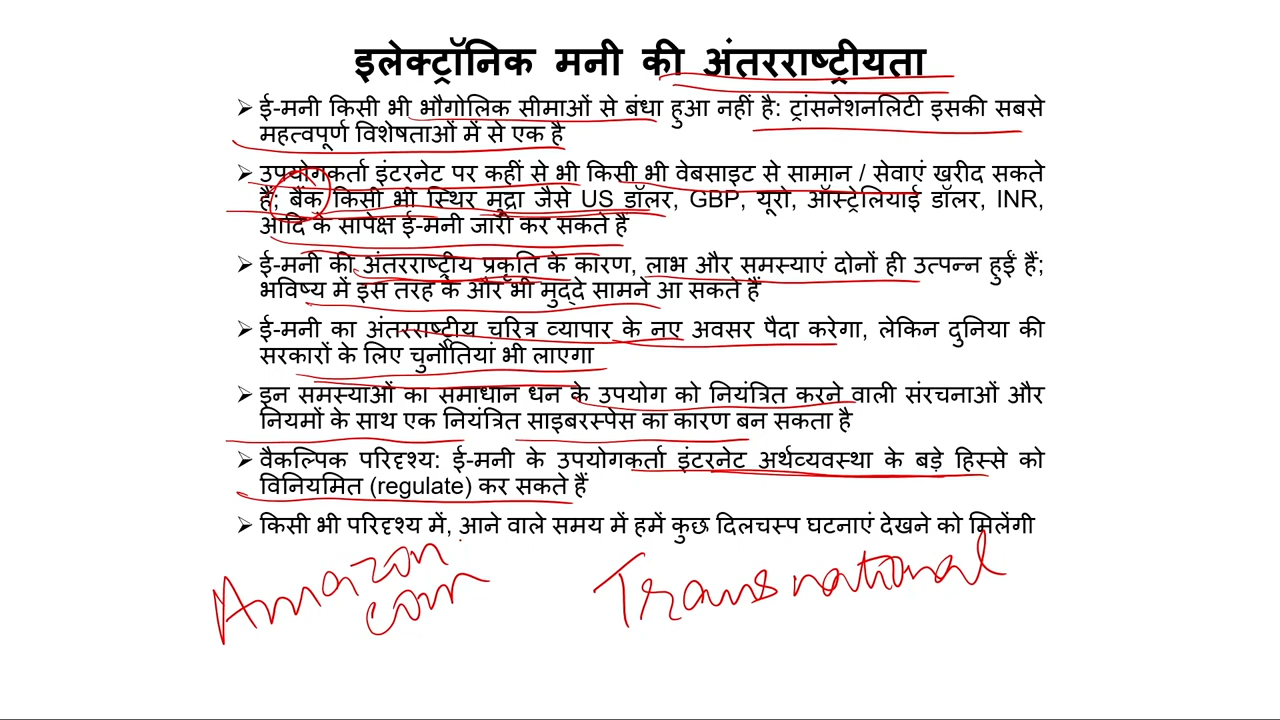 इलेक्ट्रॉनिक मनी की अंतरराष्ट्रीयता
➢ ई-मनी किसी भी भौगोलिक सीमाओं से बंधा हुआ नहीं है: ट्रांसनेशनलिटी इसकी सबसे
महत्वपूर्ण विशेषताओं में से एक है
➢ उपयोगकर्ता इंटरनेट पर कहीं से भी किसी भी वेबसाइट से सामान / सेवाएं खरीद सकते
हैं; बैंक किसी भी स्थिर मुद्रा जैसे US डॉलर, GBP, यूरो, ऑस्ट्रेलियाई डॉलर, INR,
आदि के सापेक्ष ई-मनी जारी कर सकते हैं
➢ ई-मनी की अंतरराष्ट्रीय प्रकृति के कारण, लाभ और समस्याएं दोनों ही उत्पन्न हुईं हैं;
भविष्य में इस तरह के और भी मुद्दे सामने आ सकते हैं
➢ ई-मनी का अंतरराष्ट्रीय चरित्र व्यापार के नए अवसर पैदा करेगा, लेकिन दुनिया की
सरकारों के लिए चुनौतियां भी लाएगा
➢ इन समस्याओं का समाधान धन के उपयोग को नियंत्रित करने वाली संरचनाओं और
नियमों के साथ एक नियंत्रित साइबरस्पेस का कारण बन सकता है
➢ वैकल्पिक परिदृश्य: ई-मनी के उपयोगकर्ता इंटरनेट अर्थव्यवस्था के बड़े हिस्से को
विनियमित (regulate) कर सकते हैं
➢ किसी भी परिदृश्य में, आने वाले समय में हमें कुछ दिलचस्प घटनाएं देखने को मिलेंगी
Amazon Transnational
com